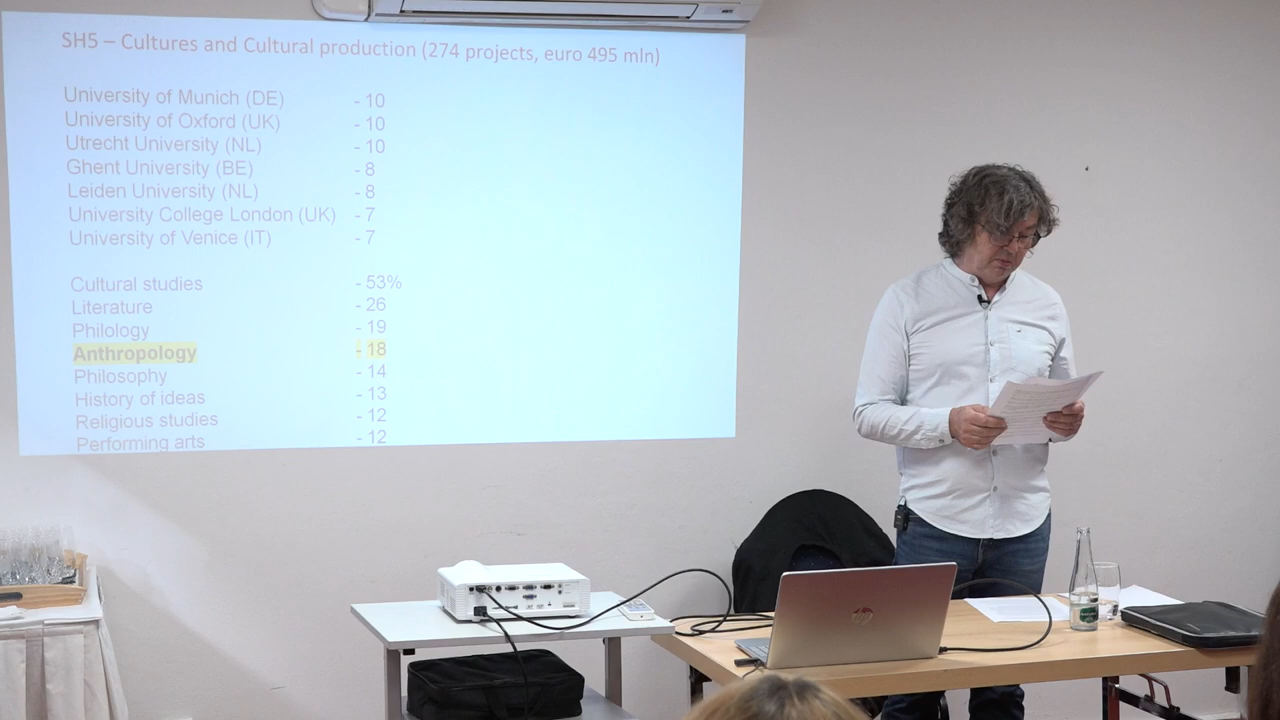 SH5 – Cultures and Cultural production (274 projects, euro 495 mln)
University of Munich (DE) - 10
University of Oxford (UK) - 10
Utrecht University (NL) - 10
Ghent University (BE) - 8
Leiden University (NL) - 8
University College London (UK) - 7
University of Venice (IT) - 7
Cultural studies - 53%
Literature - 26
Philology - 19
Anthropology - 18
Philosophy - 14
History of ideas - 13
Religious studies - 12
Performing arts - 12
hp